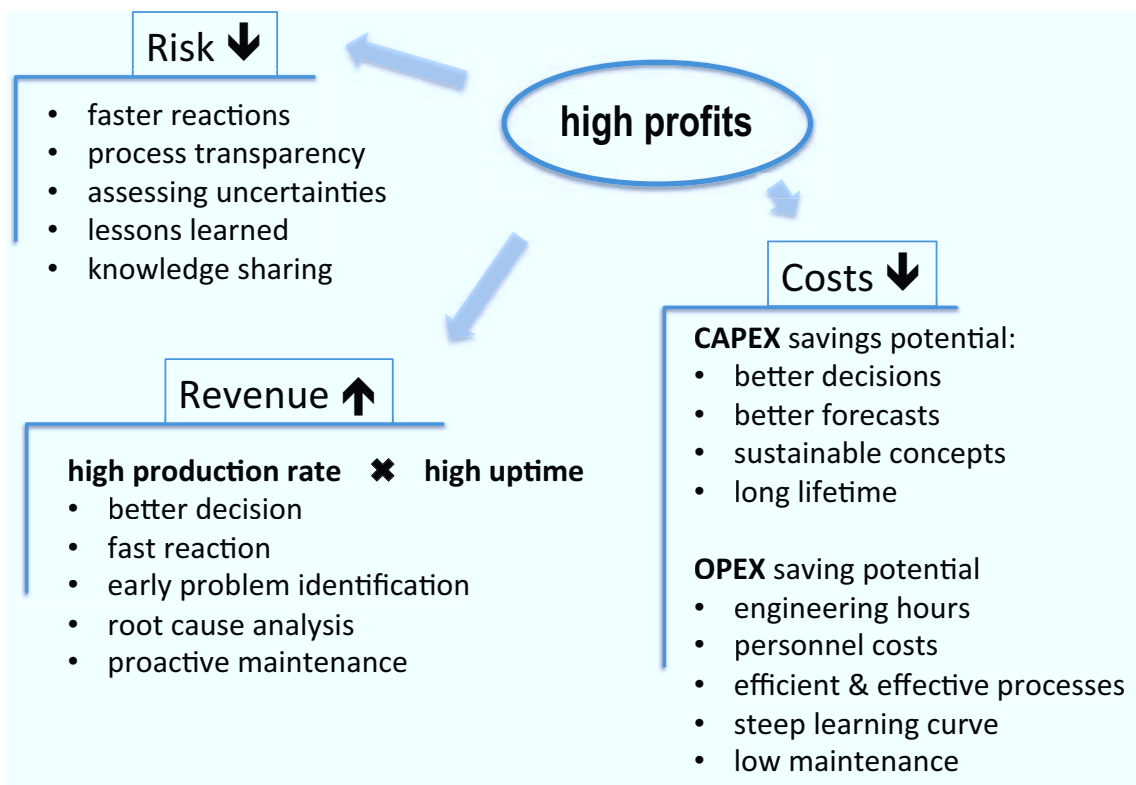 high profits
Risk ↓
• faster reactions
• process transparency
• assessing uncertainties
• lessons learned
• knowledge sharing
Revenue ↑
high production rate ✖ high uptime
• better decision
• fast reaction
• early problem identification
• root cause analysis
• proactive maintenance
Costs ↓
CAPEX savings potential:
• better decisions
• better forecasts
• sustainable concepts
• long lifetime
OPEX saving potential
• engineering hours
• personnel costs
• efficient & effective processes
• steep learning curve
• low maintenance